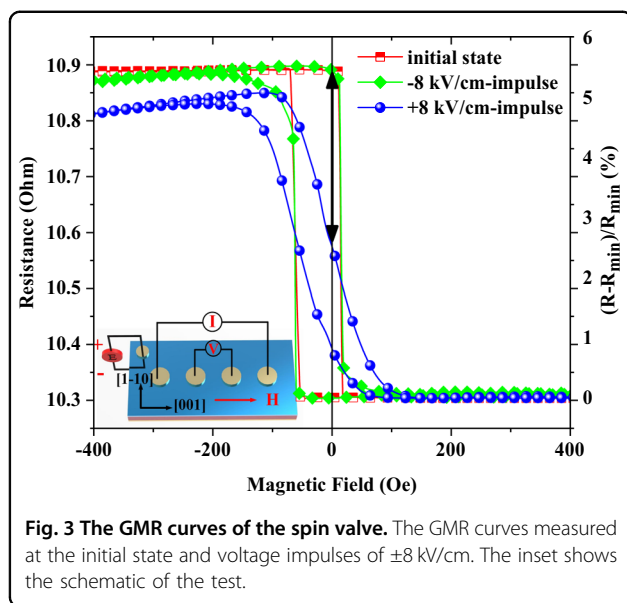 initial state
-8 kV/cm-impulse
+8 kV/cm-impulse
Resistance (Ohm)
10.9
10.8
10.7
10.6
10.5
10.4
10.3
(R-Rmin)/Rmin (%)
6
5
4
3
2
1
0
I
V
+
-
[1-10]
[001]
H
-400
-200
0
200
400
Magnetic Field (Oe)
Fig. 3 The GMR curves of the spin valve. The GMR curves measured
at the initial state and voltage impulses of ±8 kV/cm. The inset shows
the schematic of the test.